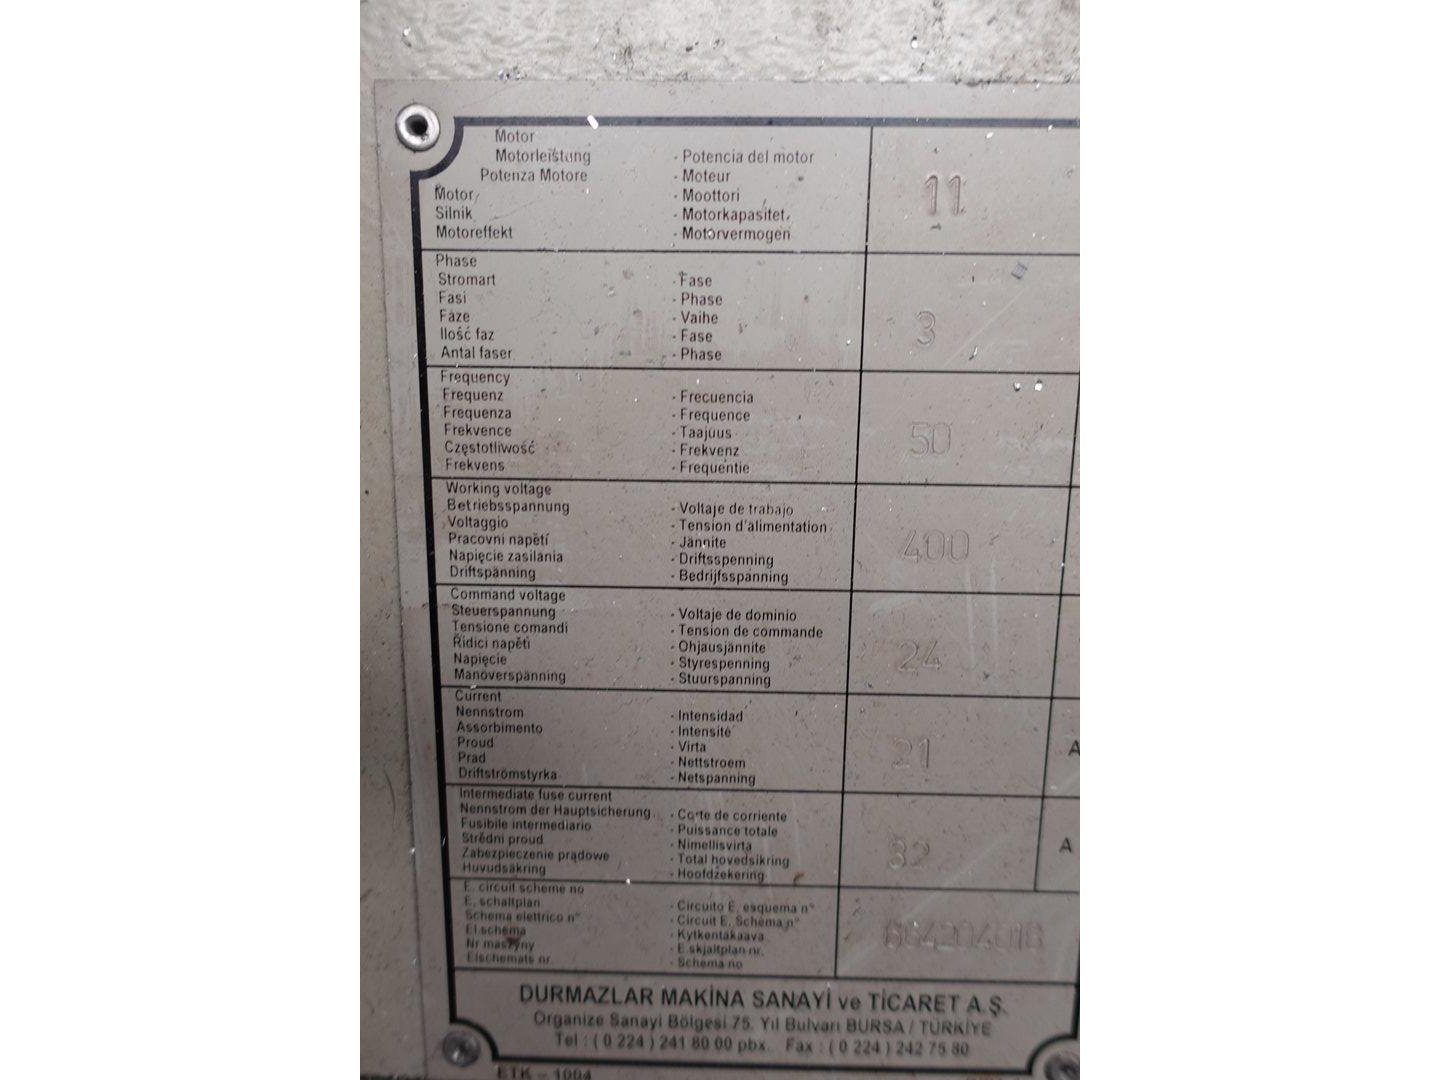 Motor
Motorleistung - Potencia del motor
Potenza Motore - Moteur
Motor - Moottori 11
Silnik - Motorkapasitet
Motoreffekt - Motorvermogen
Phase
Stromart - Fase
Fasi - Phase
Fáze - Vaihe 3
Ilość faz - Fase
Antal faser - Phase
Frequency
Frequenz - Frecuencia
Frequenza - Frequence
Frekvence - Taajuus 50
Częstotliwość - Frekvenz
Frekvens - Frequentie
Working voltage
Betriebsspannung - Voltaje de trabajo
Voltaggio - Tension d'alimentation
Pracovni napětí - Jännite 400
Napięcie zasilania - Driftsspenning
Driftspänning - Bedrijfsspanning
Command voltage
Steuerspannung - Voltaje de dominio
Tensione comandi - Tension de commande
Řidici napětì - Ohjausjännite 24
Napięcie - Styrespenning
Manöverspänning - Stuurspanning
Current
Nennstrom - Intensidad
Assorbimento - Intensité
Proud - Virta 21 A
Prad - Nettstroem
Driftströmstyrka - Netspanning
Intermediate fuse current
Nennstrom der Hauptsicherung - Corte de corriente
Fusibile intermediario - Puissance totale
Střédni proud - Nimellisvirta 32 A
Zabezpieczenie prądowe - Total hovedsikring
Huvudsäkring - Hoofdzekering
E. circuit scheme no
E. schaltplan - Circuito E. esquema n°
Schema elettrico n° - Circuit E. Schéma n°
El.schema - Kytkentäkaava
Nr maszyny - E.skjaltplan nr.
Elschemats nr. - Schema no
DURMAZLAR MAKİNA SANAYİ ve TİCARET A.Ş.
Organize Sanayi Bölgesi 75. Yıl Bulvarı BURSA / TÜRKİYE
Tel : ( 0 224 ) 241 80 00 pbx. Fax : ( 0 224 ) 242 75 80
ETK - 1004